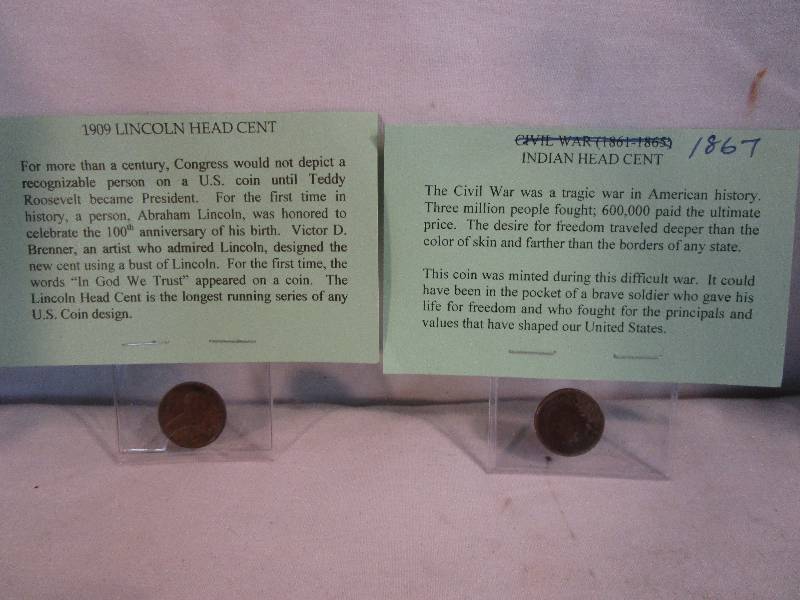 1909 LINCOLN HEAD CENT
For more than a century, Congress would not depict a
recognizable person on a U.S. coin until Teddy
Roosevelt became President. For the first time in
history, a person, Abraham Lincoln, was honored to
celebrate the 100th anniversary of his birth. Victor D.
Brenner, an artist who admired Lincoln, designed the
new cent using a bust of Lincoln. For the first time, the
words "In God We Trust" appeared on a coin. The
Lincoln Head Cent is the longest running series of any
U.S. Coin design.
CIVIL WAR (1861-1865) 1867
INDIAN HEAD CENT
The Civil War was a tragic war in American history.
Three million people fought; 600,000 paid the ultimate
price. The desire for freedom traveled deeper than the
color of skin and farther than the borders of any state.
This coin was minted during this difficult war. It could
have been in the pocket of a brave soldier who gave his
life for freedom and who fought for the principals and
values that have shaped our United States.